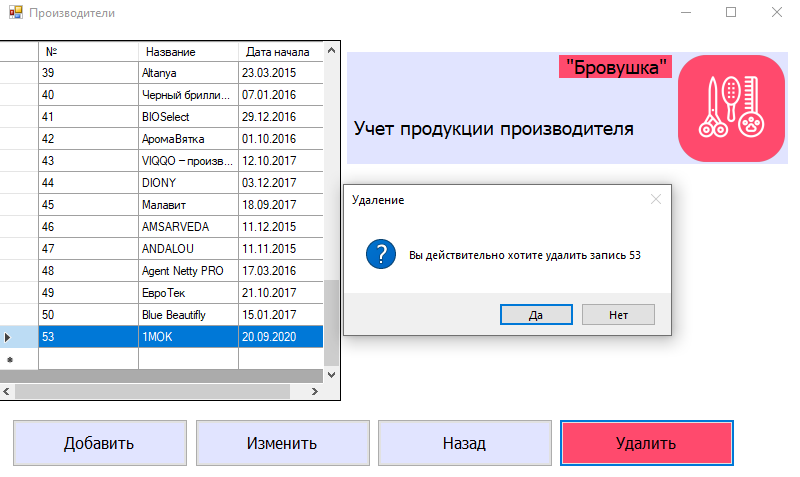 Производители
№ Название Дата начала
39 Altanya 23.03.2015
40 Черный брилли... 07.01.2016
41 BIOSelect 29.12.2016
42 АромаВятка 01.10.2016
43 VIQQO – произв... 12.10.2017
44 DIONY 03.12.2017
45 Малавит 18.09.2017
46 AMSARVEDA 11.12.2015
47 ANDALOU 11.11.2015
48 Agent Netty PRO 17.03.2016
49 ЕвроТек 21.10.2017
50 Blue Beautifly 15.01.2017
53 1МОК 20.09.2020
"Бровушка"
Учет продукции производителя
Удаление
Вы действительно хотите удалить запись 53
Да Нет
Добавить Изменить Назад Удалить